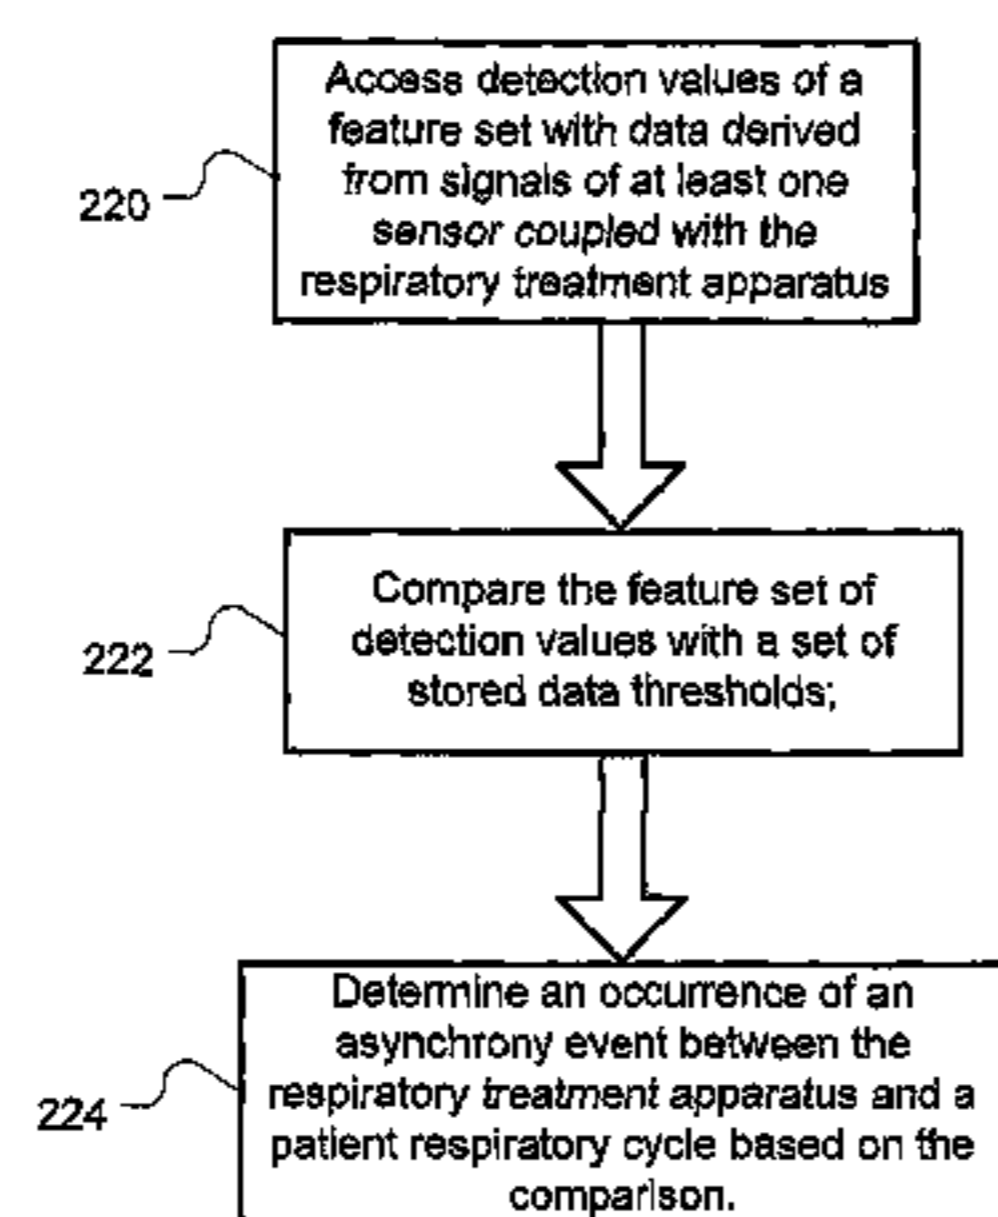 Access detection values of a
feature set with data derived
from signals of at least one
sensor coupled with the
respiratory treatment apparatus
220
Compare the feature set of
detection values with a set of
stored data thresholds;
222
Determine an occurrence of an
asynchrony event between the
respiratory treatment apparatus and a
patient respiratory cycle based on the
comparison.
224